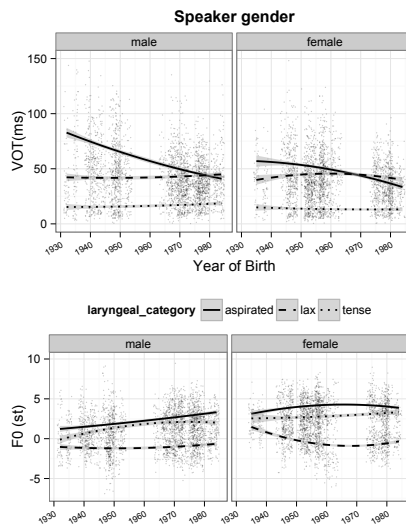 Speaker gender
male female
VOT(ms)
150
100
50
0
1930 1940 1950 1960 1970 1980 1930 1940 1950 1960 1970 1980
Year of Birth
laryngeal_category aspirated lax tense
male female
F0 (st)
10
5
0
-5
1930 1940 1950 1960 1970 1980 1930 1940 1950 1960 1970 1980